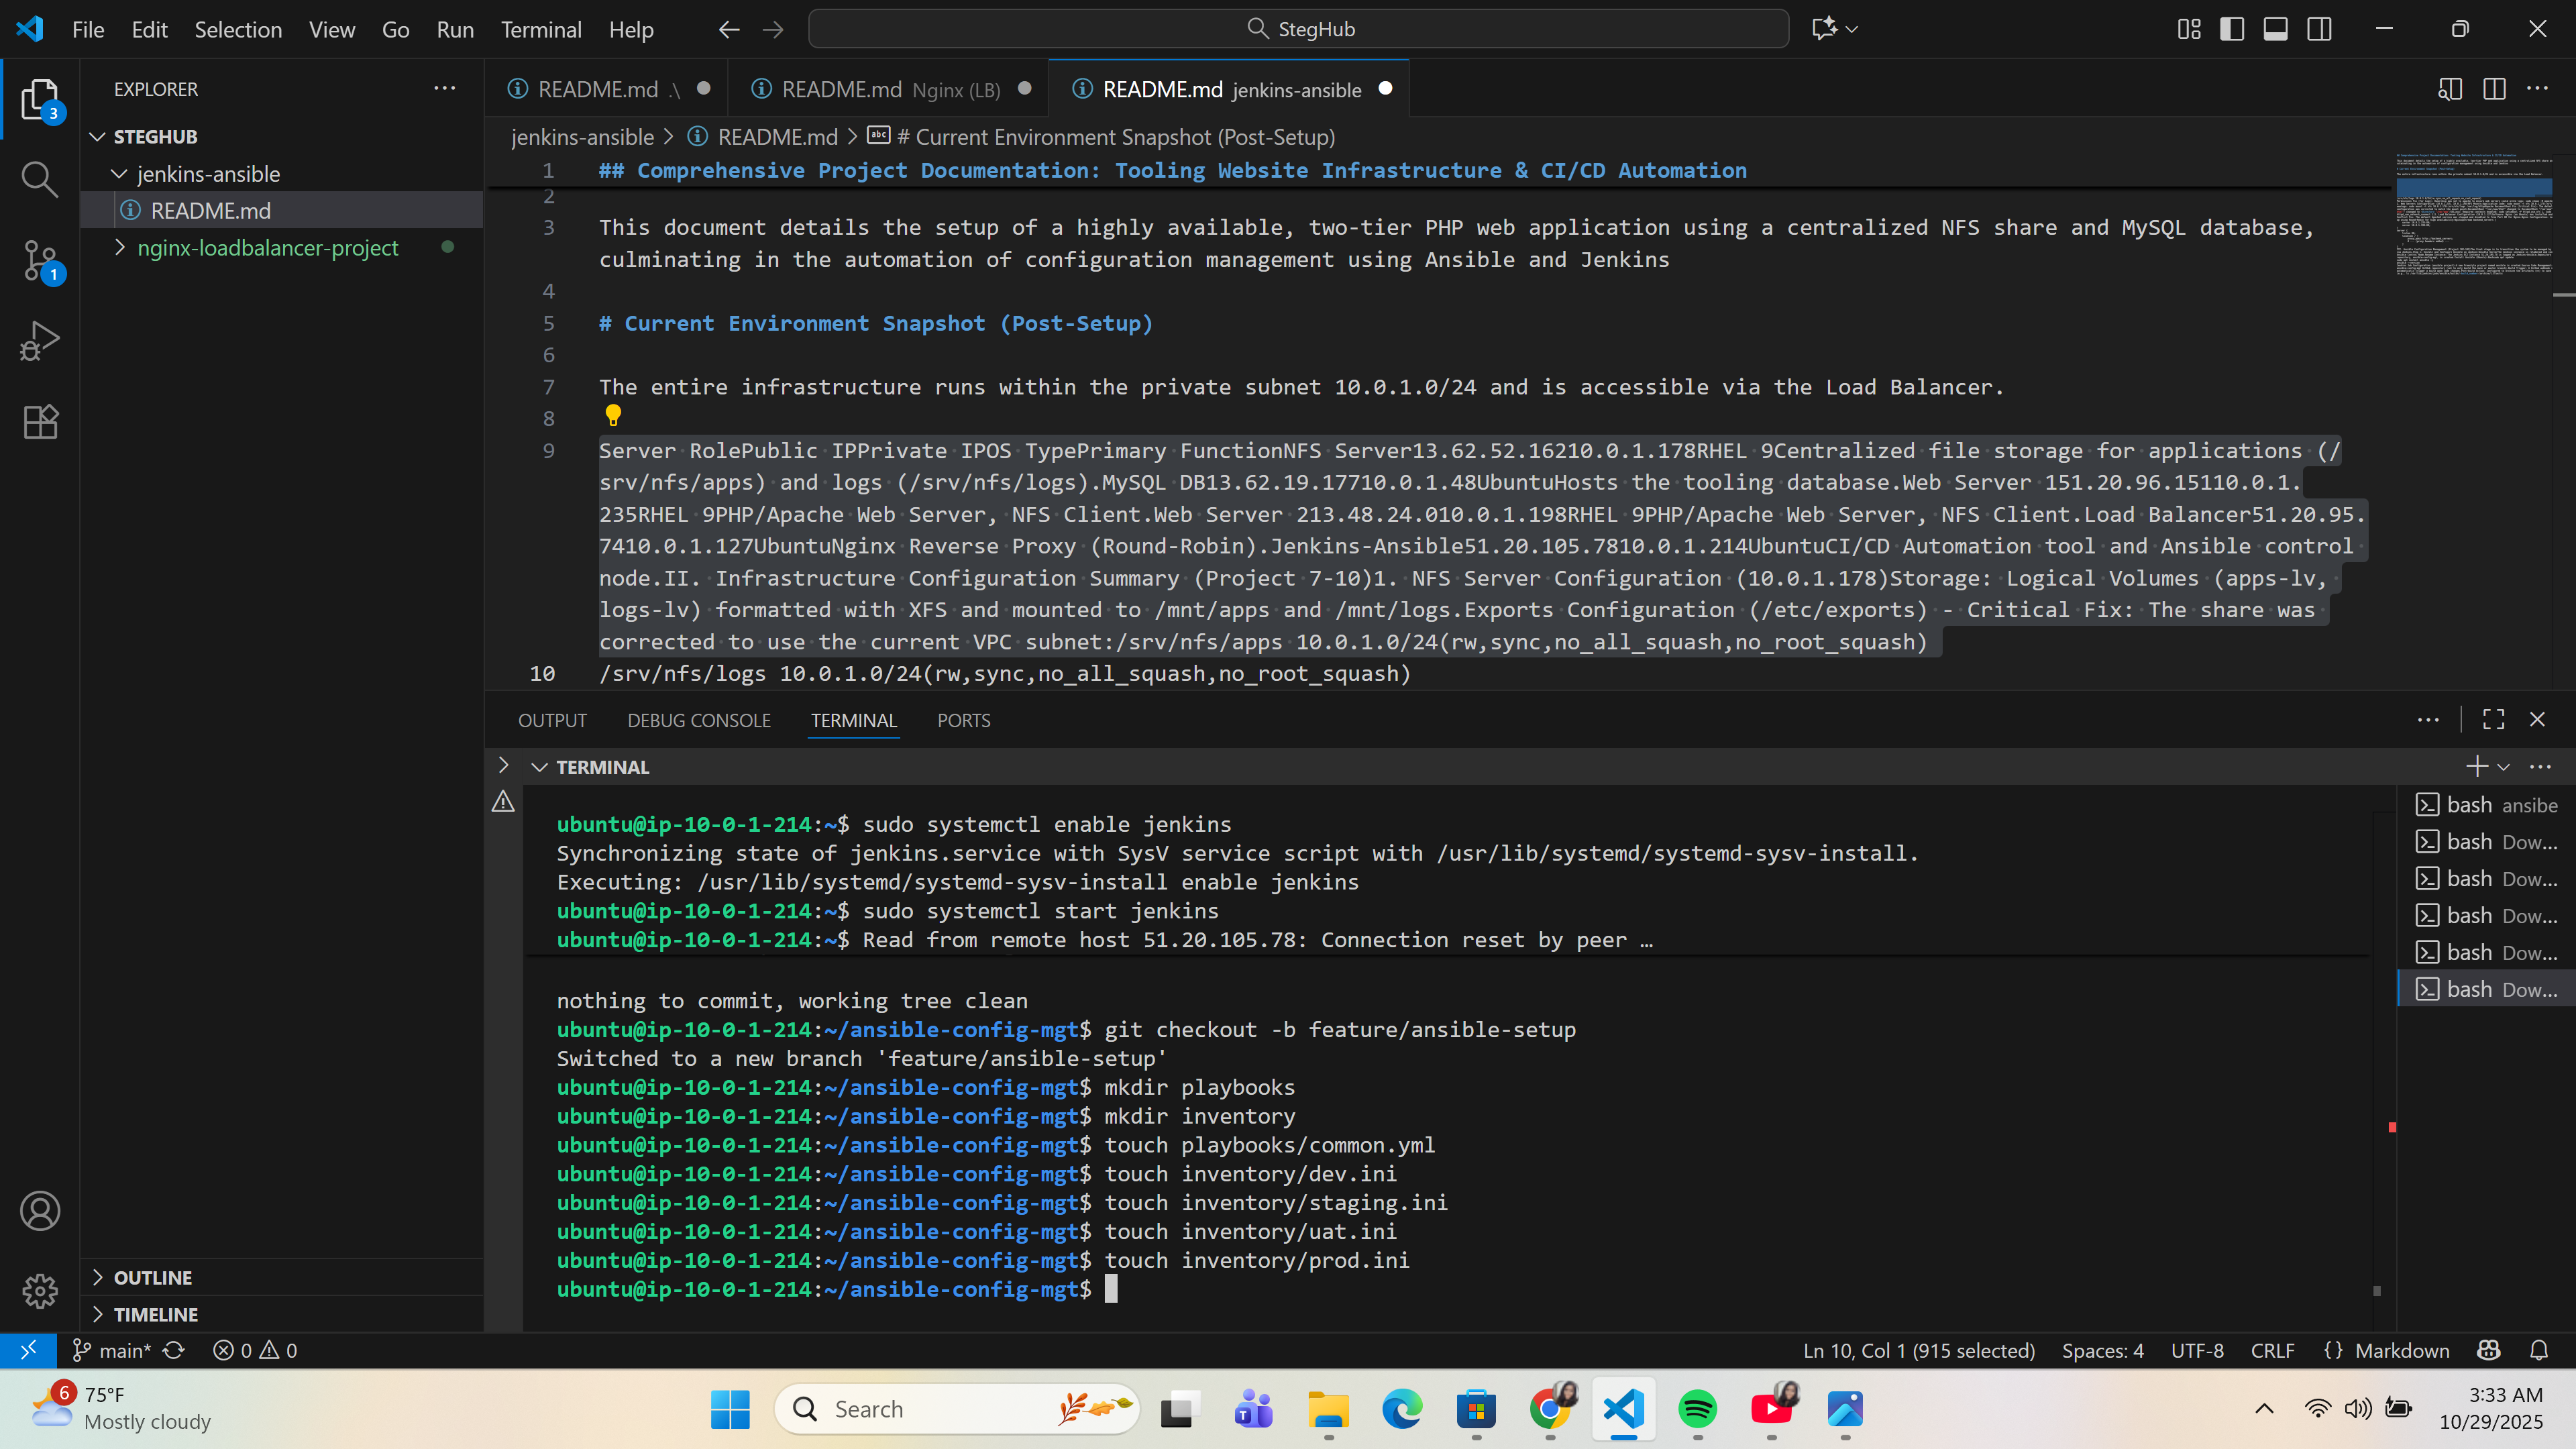 File Edit Selection View Go Run Terminal Help
StegHub
EXPLORER
3
STEGHUB
jenkins-ansible
README.md
nginx-loadbalancer-project
1
OUTLINE
TIMELINE
README.md .\
README.md Nginx (LB)
README.md jenkins-ansible
jenkins-ansible > README.md > abc # Current Environment Snapshot (Post-Setup)
1 ## Comprehensive Project Documentation: Tooling Website Infrastructure & CI/CD Automation
2
3 This document details the setup of a highly available, two-tier PHP web application using a centralized NFS share and MySQL database,
culminating in the automation of configuration management using Ansible and Jenkins
4
5 # Current Environment Snapshot (Post-Setup)
6
7 The entire infrastructure runs within the private subnet 10.0.1.0/24 and is accessible via the Load Balancer.
8
9 Server RolePublic IPPrivate IPOS TypePrimary FunctionNFS Server13.62.52.16210.0.1.178RHEL 9Centralized file storage for applications (/
srv/nfs/apps) and logs (/srv/nfs/logs).MySQL DB13.62.19.17710.0.1.48UbuntuHosts the tooling database.Web Server 151.20.96.15110.0.1.
235RHEL 9PHP/Apache Web Server, NFS Client.Web Server 213.48.24.010.0.1.198RHEL 9PHP/Apache Web Server, NFS Client.Load Balancer51.20.95.
7410.0.1.127UbuntuNginx Reverse Proxy (Round-Robin).Jenkins-Ansible51.20.105.7810.0.1.214UbuntuCI/CD Automation tool and Ansible control
node.II. Infrastructure Configuration Summary (Project 7-10)1. NFS Server Configuration (10.0.1.178)Storage: Logical Volumes (apps-lv,
logs-lv) formatted with XFS and mounted to /mnt/apps and /mnt/logs.Exports Configuration (/etc/exports) - Critical Fix: The share was
corrected to use the current VPC subnet:/srv/nfs/apps 10.0.1.0/24(rw,sync,no_all_squash,no_root_squash)
10 /srv/nfs/logs 10.0.1.0/24(rw,sync,no_all_squash,no_root_squash)
OUTPUT DEBUG CONSOLE TERMINAL PORTS
TERMINAL
ubuntu@ip-10-0-1-214:~$ sudo systemctl enable jenkins
Synchronizing state of jenkins.service with SysV service script with /usr/lib/systemd/systemd-sysv-install.
Executing: /usr/lib/systemd/systemd-sysv-install enable jenkins
ubuntu@ip-10-0-1-214:~$ sudo systemctl start jenkins
ubuntu@ip-10-0-1-214:~$ Read from remote host 51.20.105.78: Connection reset by peer …
nothing to commit, working tree clean
ubuntu@ip-10-0-1-214:~/ansible-config-mgt$ git checkout -b feature/ansible-setup
Switched to a new branch 'feature/ansible-setup'
ubuntu@ip-10-0-1-214:~/ansible-config-mgt$ mkdir playbooks
ubuntu@ip-10-0-1-214:~/ansible-config-mgt$ mkdir inventory
ubuntu@ip-10-0-1-214:~/ansible-config-mgt$ touch playbooks/common.yml
ubuntu@ip-10-0-1-214:~/ansible-config-mgt$ touch inventory/dev.ini
ubuntu@ip-10-0-1-214:~/ansible-config-mgt$ touch inventory/staging.ini
ubuntu@ip-10-0-1-214:~/ansible-config-mgt$ touch inventory/uat.ini
ubuntu@ip-10-0-1-214:~/ansible-config-mgt$ touch inventory/prod.ini
ubuntu@ip-10-0-1-214:~/ansible-config-mgt$
bash ansibe
bash Dow...
bash Dow...
bash Dow...
bash Dow...
bash Dow...
main* 0 0
Ln 10, Col 1 (915 selected) Spaces: 4 UTF-8 CRLF {} Markdown
6
75°F
Mostly cloudy
Search
3:33 AM
10/29/2025